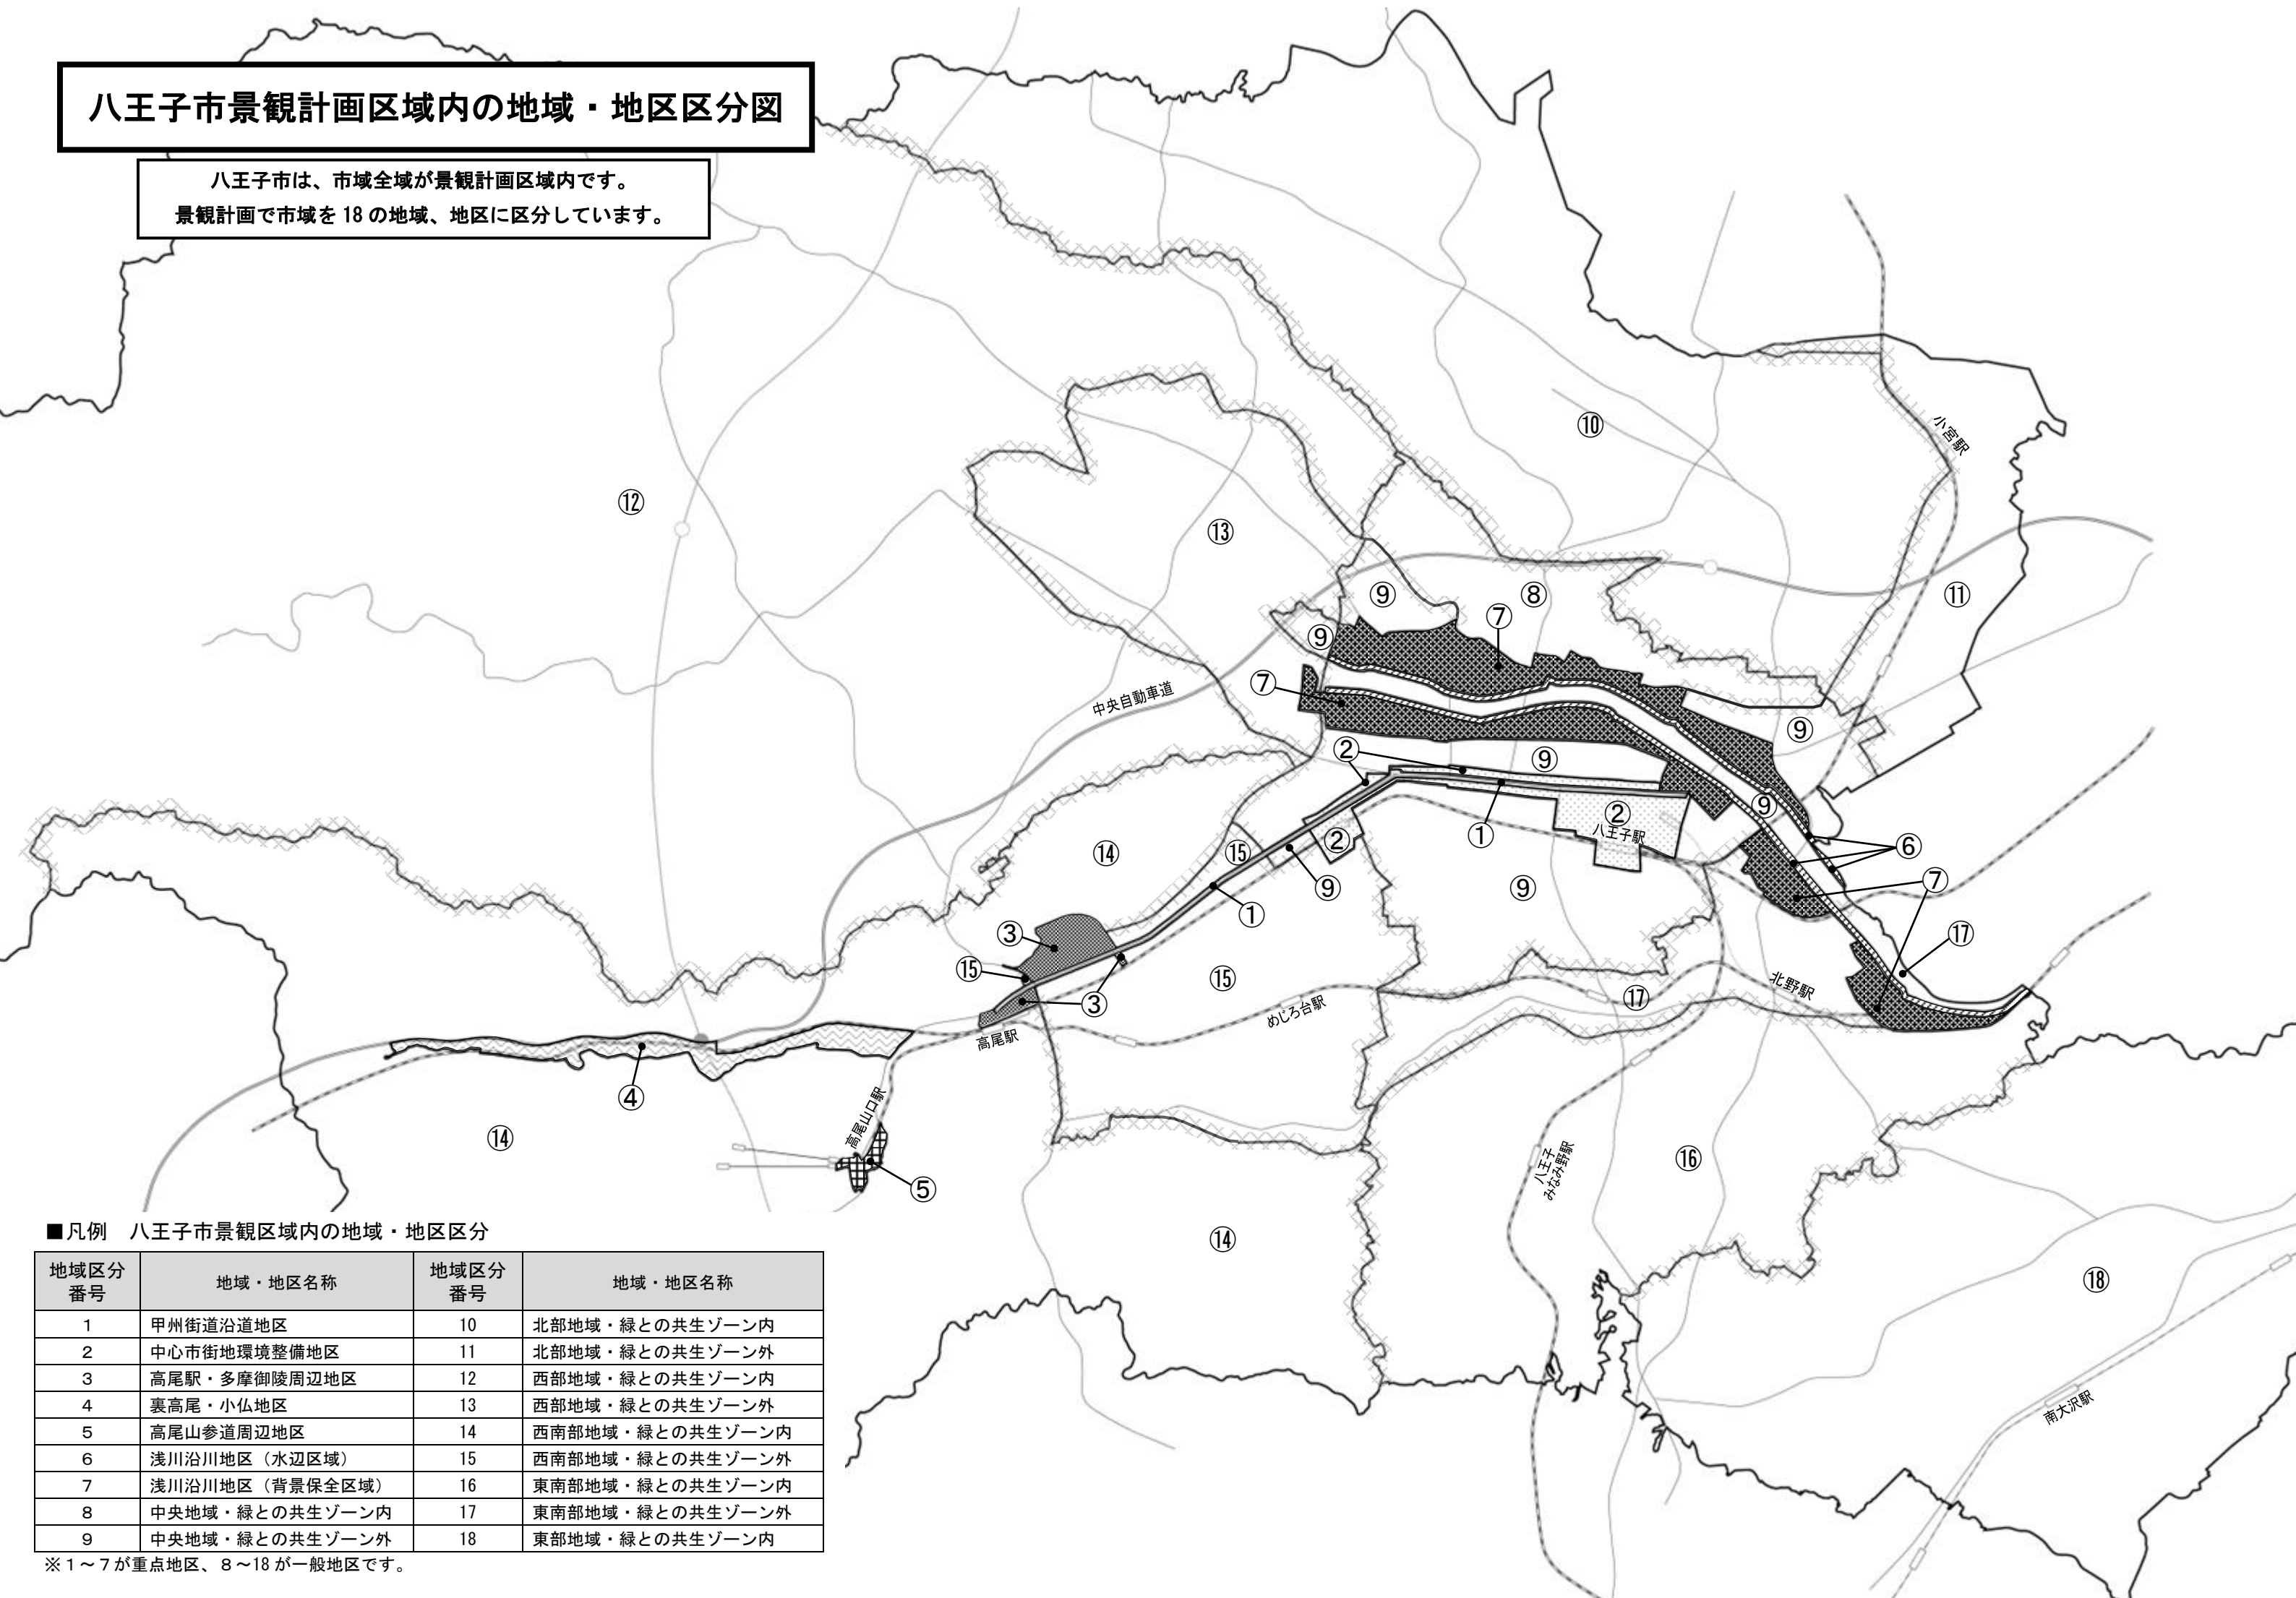 八王子市景観計画区域内の地域・地区区分図
八王子市は、市域全域が景観計画区域内です。
景観計画で市域を 18 の地域、地区に区分しています。
⑩
小宮駅
⑫
⑬
⑨
⑧
⑪
⑦
⑨
⑦
中央自動車道
⑨
②
⑨
⑨
②
八王子駅
①
②
⑥
⑭
⑮
⑨
⑨
⑦
①
③
⑰
⑮
⑮
北野駅
⑰
③
めじろ台駅
高尾駅
④
高尾山口駅
⑭
⑤
八王子
みなみ野駅
⑯
⑭
⑱
南大沢駅
■凡例　八王子市景観区域内の地域・地区区分
地域区分番号 地域・地区名称 地域区分番号 地域・地区名称
1 甲州街道沿道地区 10 北部地域・緑との共生ゾーン内
2 中心市街地環境整備地区 11 北部地域・緑との共生ゾーン外
3 高尾駅・多摩御陵周辺地区 12 西部地域・緑との共生ゾーン内
4 裏高尾・小仏地区 13 西部地域・緑との共生ゾーン外
5 高尾山参道周辺地区 14 西南部地域・緑との共生ゾーン内
6 浅川沿川地区（水辺区域） 15 西南部地域・緑との共生ゾーン外
7 浅川沿川地区（背景保全区域） 16 東南部地域・緑との共生ゾーン内
8 中央地域・緑との共生ゾーン内 17 東南部地域・緑との共生ゾーン外
9 中央地域・緑との共生ゾーン外 18 東部地域・緑との共生ゾーン内
※１～７が重点地区、８～18 が一般地区です。